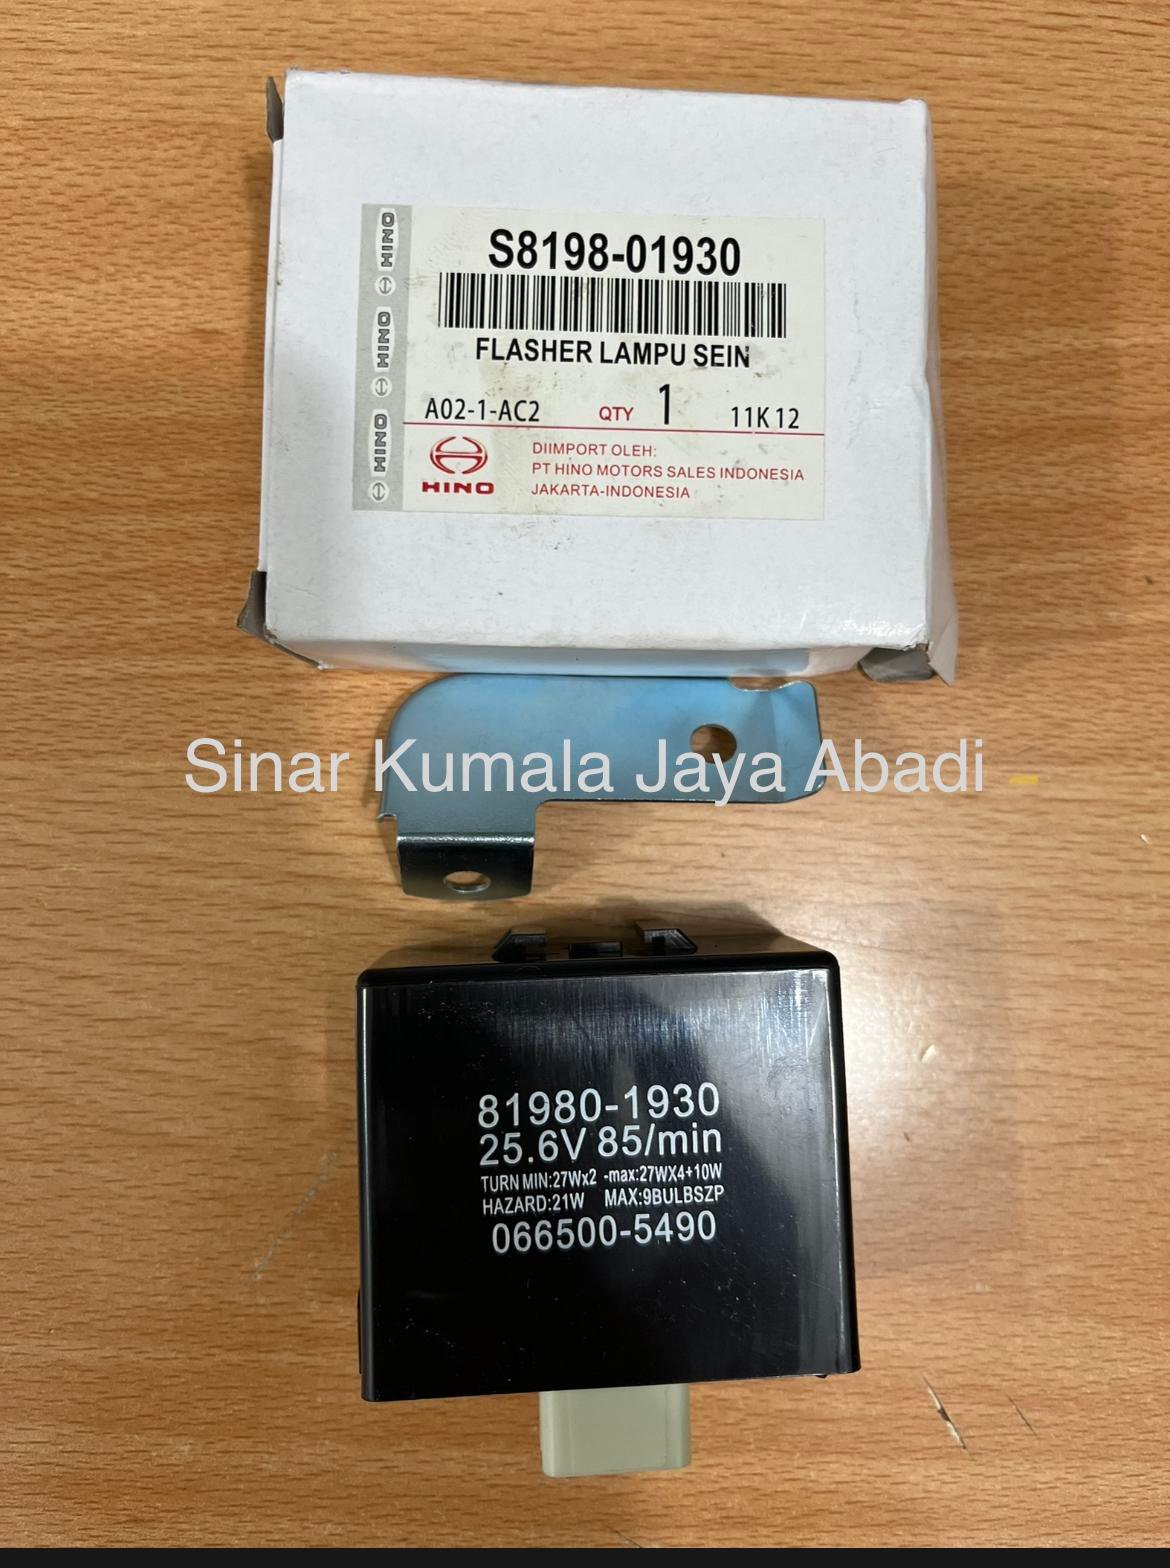 HINO
HINO
HINO
S8198-01930
FLASHER LAMPU SEIN
A02-1-AC2 QTY 1 11K12
HINO
DIIMPORT OLEH:
PT HINO MOTORS SALES INDONESIA
JAKARTA-INDONESIA
Sinar Kumala Jaya Abadi
81980-1930
25.6V 85/min
TURN MIN:27Wx2 -max:27WX4+10W
HAZARD:21W MAX:9BULBSZP
066500-5490